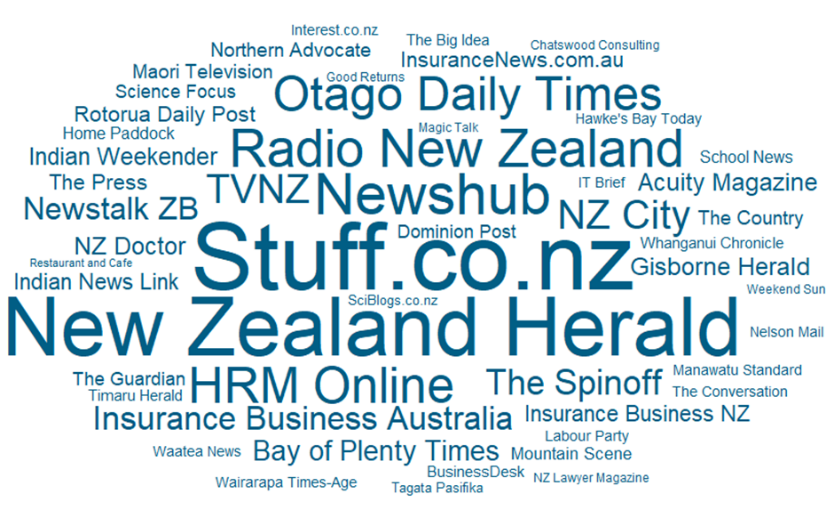 Interest.co.nz
The Big Idea
Chatswood Consulting
Northern Advocate
InsuranceNews.com.au
Maori Television
Good Returns
Science Focus
Otago Daily Times
Rotorua Daily Post
Hawke's Bay Today
Magic Talk
Home Paddock
Radio New Zealand
Indian Weekender
School News
The Press
TVNZ
Newshub
IT Brief
Acuity Magazine
Newstalk ZB
NZ City
The Country
Dominion Post
NZ Doctor
Whanganui Chronicle
Stuff.co.nz
Restaurant and Cafe
Gisborne Herald
Indian News Link
Weekend Sun
SciBlogs.co.nz
New Zealand Herald
Nelson Mail
Manawatu Standard
The Guardian
HRM Online
The Spinoff
Timaru Herald
The Conversation
Insurance Business Australia
Insurance Business NZ
Labour Party
Waatea News
Bay of Plenty Times
Mountain Scene
BusinessDesk
NZ Lawyer Magazine
Wairarapa Times-Age
Tagata Pasifika